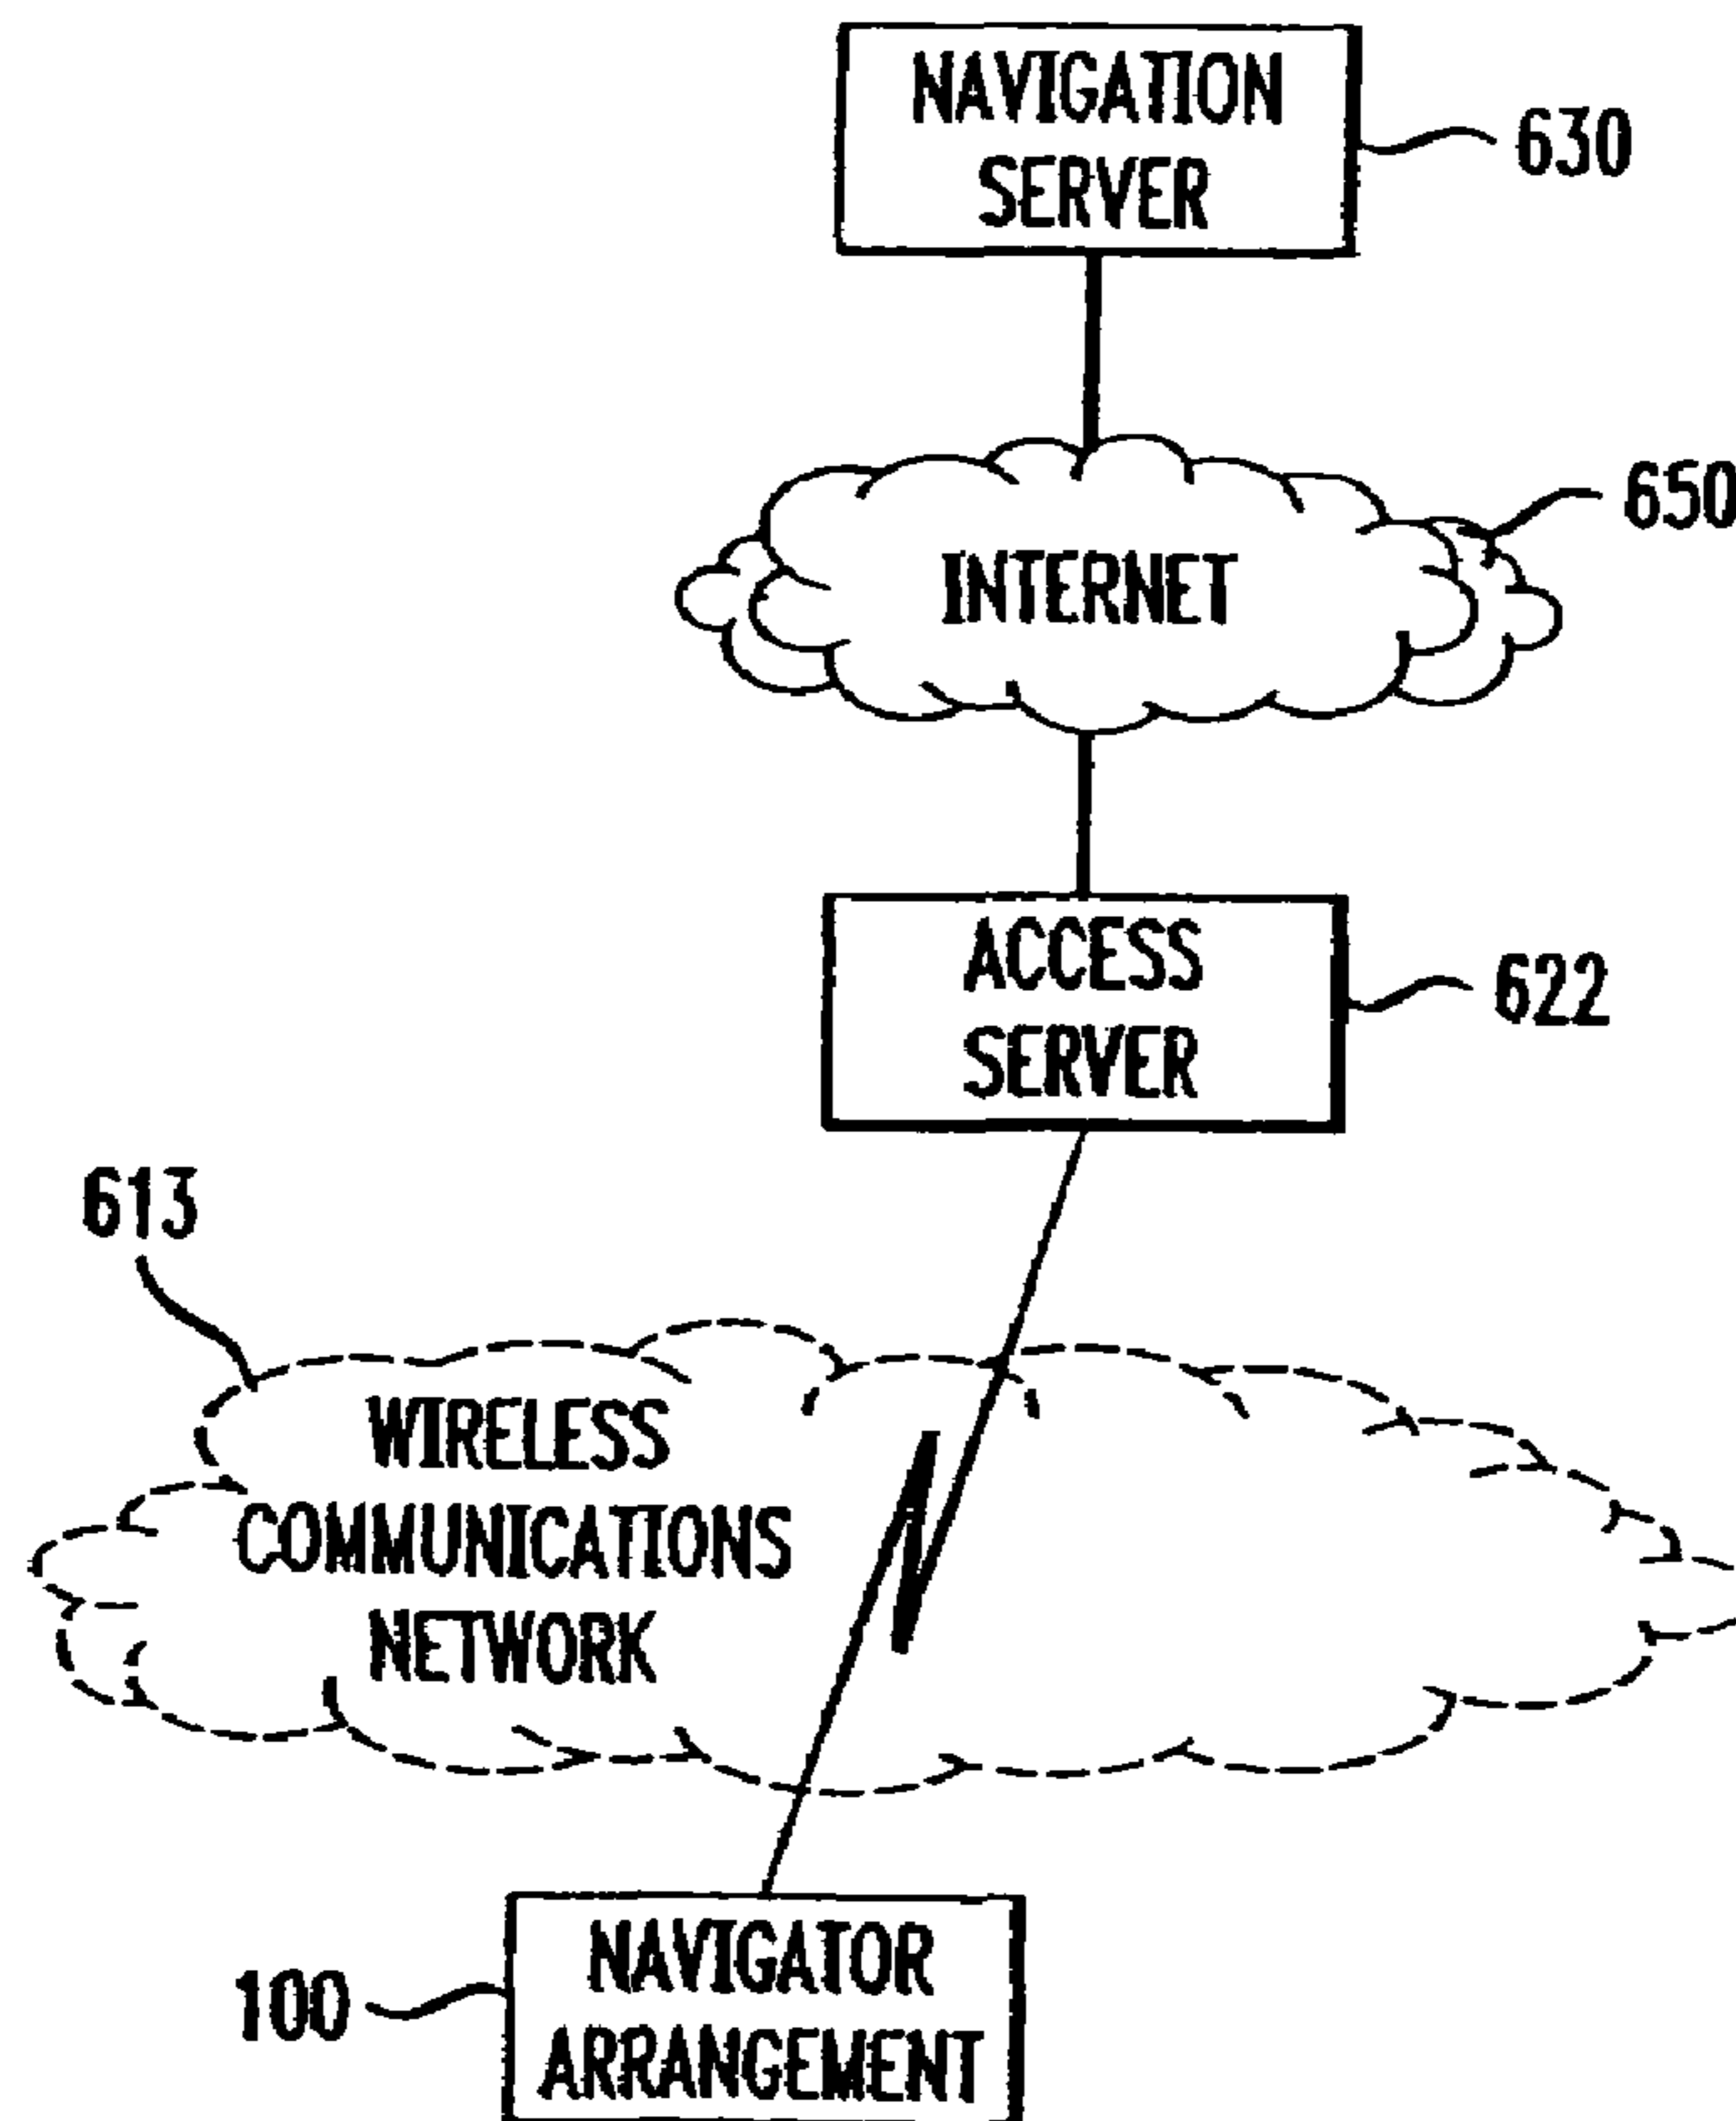 NAVIGATION
SERVER
630
650
INTERNET
ACCESS
SERVER
622
613
WIRELESS
COMMUNICATIONS
NETWORK
NAVIGATOR
100
ARRANGEMENT